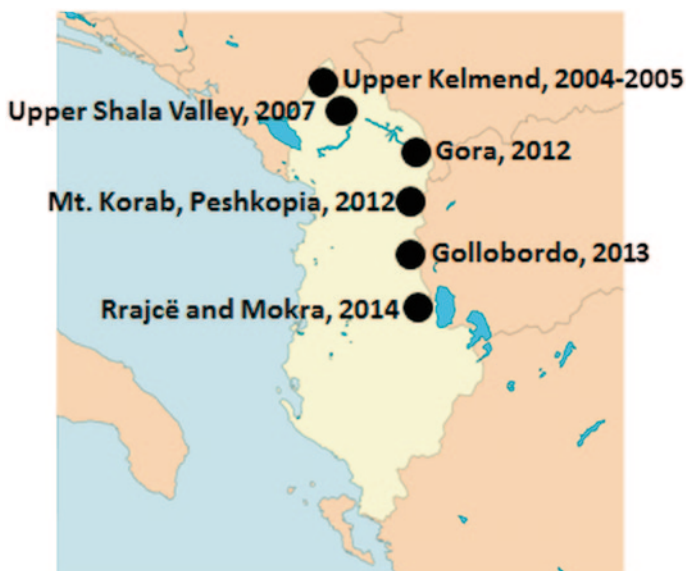 Upper Kelmend, 2004-2005
Upper Shala Valley, 2007
Gora, 2012
Mt. Korab, Peshkopia, 2012
Gollobordo, 2013
Rrajcë and Mokra, 2014